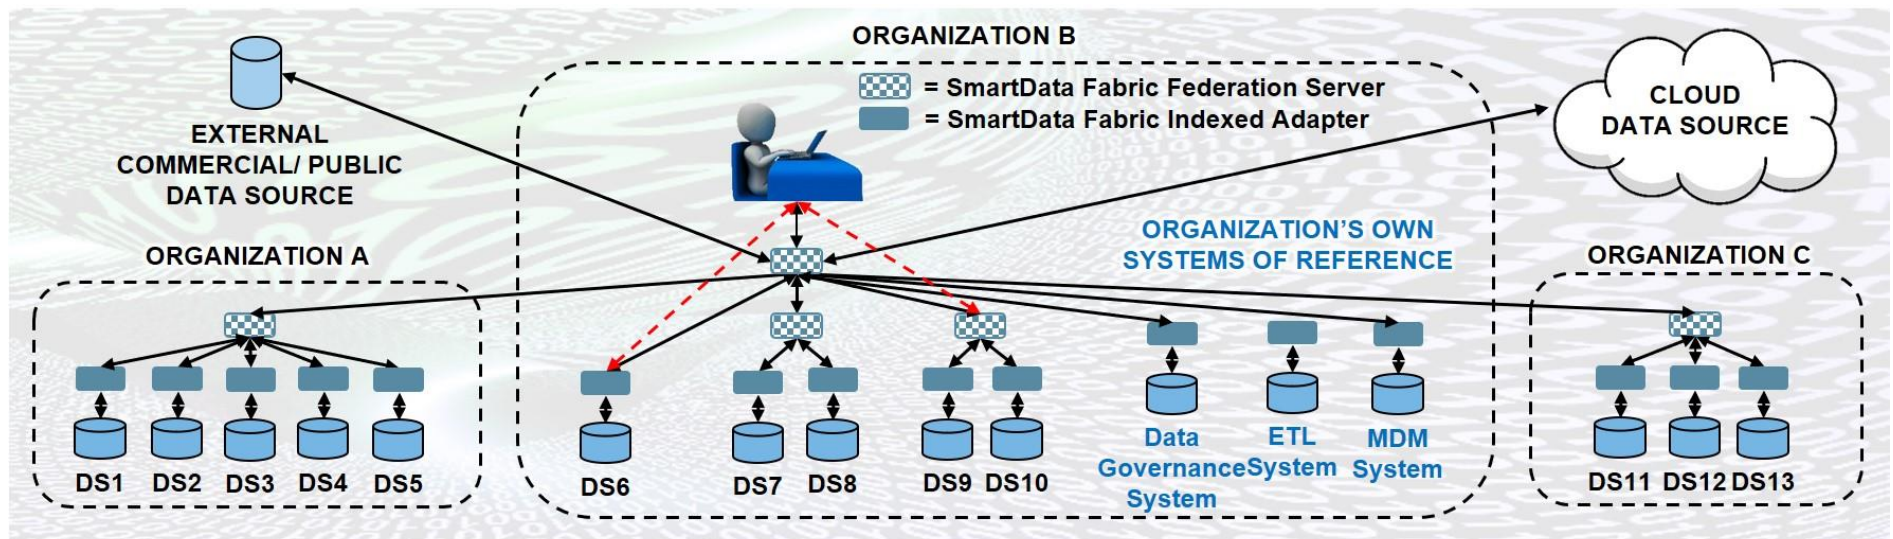 ORGANIZATION B
= SmartData Fabric Federation Server
= SmartData Fabric Indexed Adapter
EXTERNAL
COMMERCIAL/ PUBLIC
DATA SOURCE
CLOUD
DATA SOURCE
ORGANIZATION A
ORGANIZATION'S OWN
SYSTEMS OF REFERENCE
ORGANIZATION C
DS1 DS2 DS3 DS4 DS5
DS6
DS7 DS8
DS9 DS10
Data
Governance
System
ETL
System
MDM
System
DS11 DS12 DS13